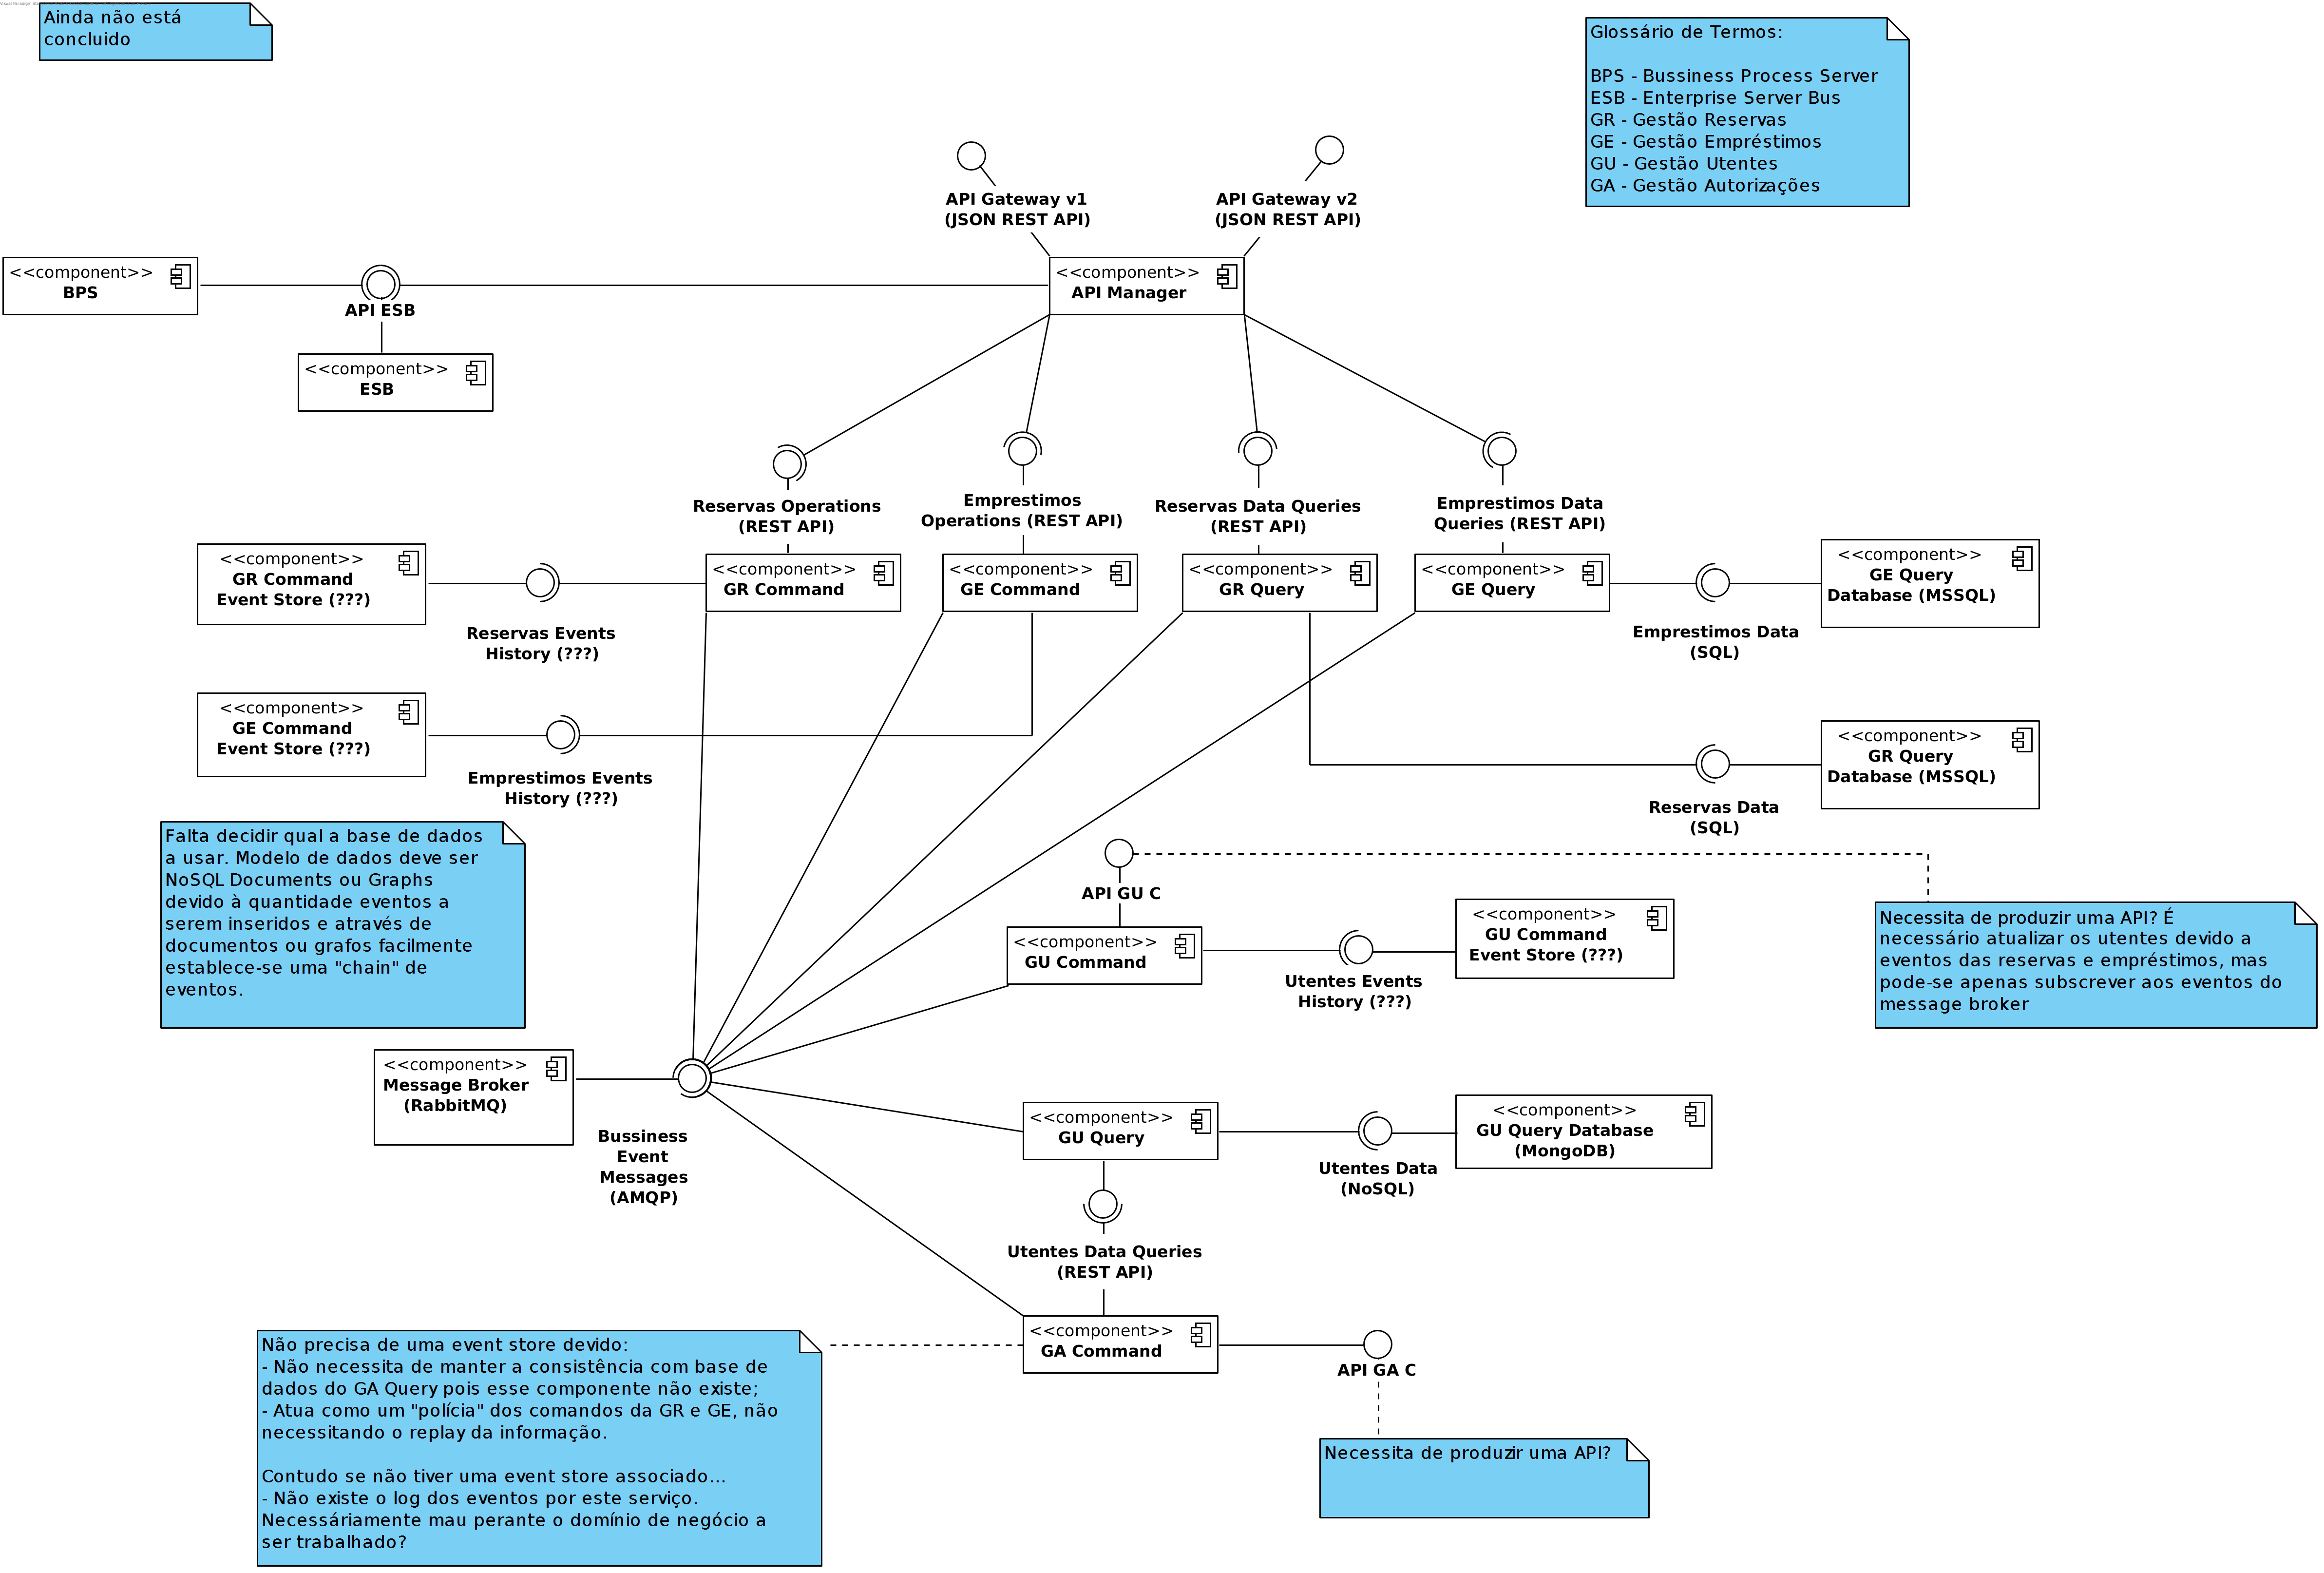 Ainda não está
concluido
Glossário de Termos:
BPS - Bussiness Process Server
ESB - Enterprise Server Bus
GR - Gestão Reservas
GE - Gestão Empréstimos
GU - Gestão Utentes
GA - Gestão Autorizações
API Gateway v1
(JSON REST API)
API Gateway v2
(JSON REST API)
<<component>>
BPS
API ESB
<<component>>
API Manager
<<component>>
ESB
Reservas Operations
(REST API)
Emprestimos
Operations (REST API)
Reservas Data Queries
(REST API)
Emprestimos Data
Queries (REST API)
<<component>>
GR Command
Event Store (???)
Reservas Events
History (???)
<<component>>
GR Command
<<component>>
GE Command
<<component>>
GR Query
<<component>>
GE Query
Emprestimos Data
(SQL)
<<component>>
GE Query
Database (MSSQL)
<<component>>
GE Command
Event Store (???)
Emprestimos Events
History (???)
Reservas Data
(SQL)
<<component>>
GR Query
Database (MSSQL)
Falta decidir qual a base de dados
a usar. Modelo de dados deve ser
NoSQL Documents ou Graphs
devido à quantidade eventos a
serem inseridos e através de
documentos ou grafos facilmente
establece-se uma "chain" de
eventos.
API GU C
<<component>>
GU Command
Utentes Events
History (???)
<<component>>
GU Command
Event Store (???)
Necessita de produzir uma API? É
necessário atualizar os utentes devido a
eventos das reservas e empréstimos, mas
pode-se apenas subscrever aos eventos do
message broker
<<component>>
Message Broker
(RabbitMQ)
Bussiness
Event
Messages
(AMQP)
<<component>>
GU Query
Utentes Data
(NoSQL)
<<component>>
GU Query Database
(MongoDB)
Utentes Data Queries
(REST API)
<<component>>
GA Command
API GA C
Não precisa de uma event store devido:
- Não necessita de manter a consistência com base de
dados do GA Query pois esse componente não existe;
- Atua como um "polícia" dos comandos da GR e GE, não
necessitando o replay da informação.
Contudo se não tiver uma event store associado...
- Não existe o log dos eventos por este serviço.
Necessáriamente mau perante o domínio de negócio a
ser trabalhado?
Necessita de produzir uma API?